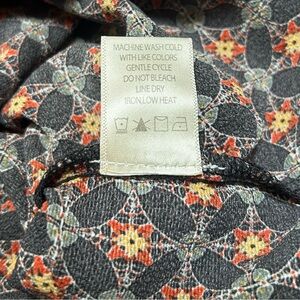 MACHINE WASH COLD
WITH LIKE COLORS
GENTLE CYCLE
DO NOT BLEACH
LINE DRY
IRON LOW HEAT